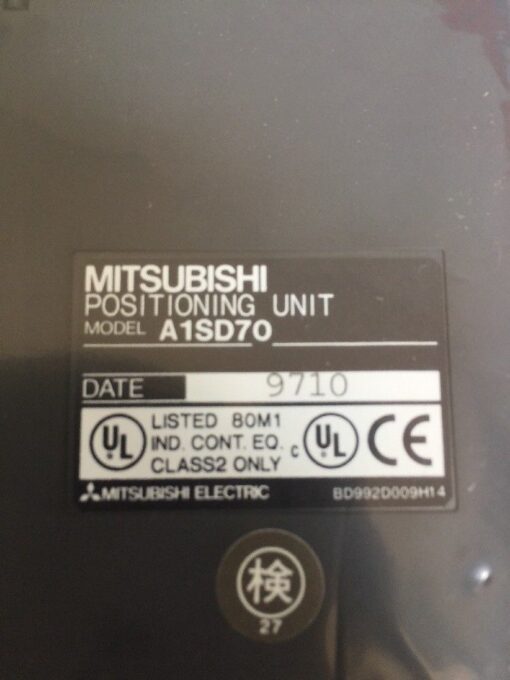 MITSUBISHI
POSITIONING UNIT
MODEL A1SD70
DATE 9710
UL LISTED 80M1
IND. CONT. EQ.
CLASS2 ONLY
c UL CE
MITSUBISHI ELECTRIC BD992D009H14
検
27